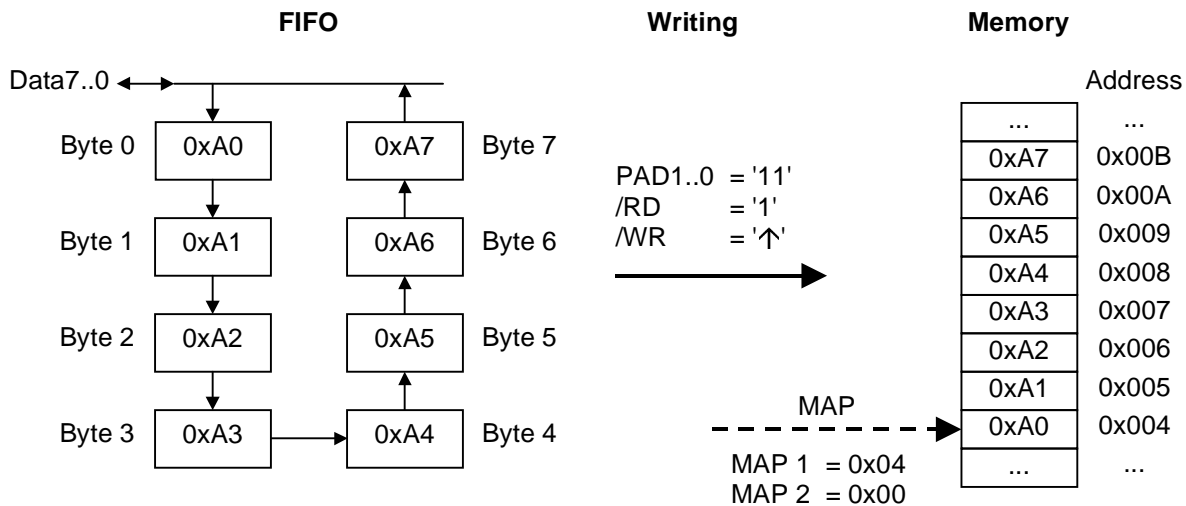 FIFO Writing Memory
Data7..0 Address
... ...
Byte 0 0xA0 0xA7 Byte 7 0xA7 0x00B
PAD1..0 = '11' 0xA6 0x00A
/RD = '1'
Byte 1 0xA1 0xA6 Byte 6 /WR = '↑' 0xA5 0x009
0xA4 0x008
0xA3 0x007
Byte 2 0xA2 0xA5 Byte 5 0xA2 0x006
0xA1 0x005
MAP
Byte 3 0xA3 0xA4 Byte 4 0xA0 0x004
MAP 1 = 0x04 ... ...
MAP 2 = 0x00